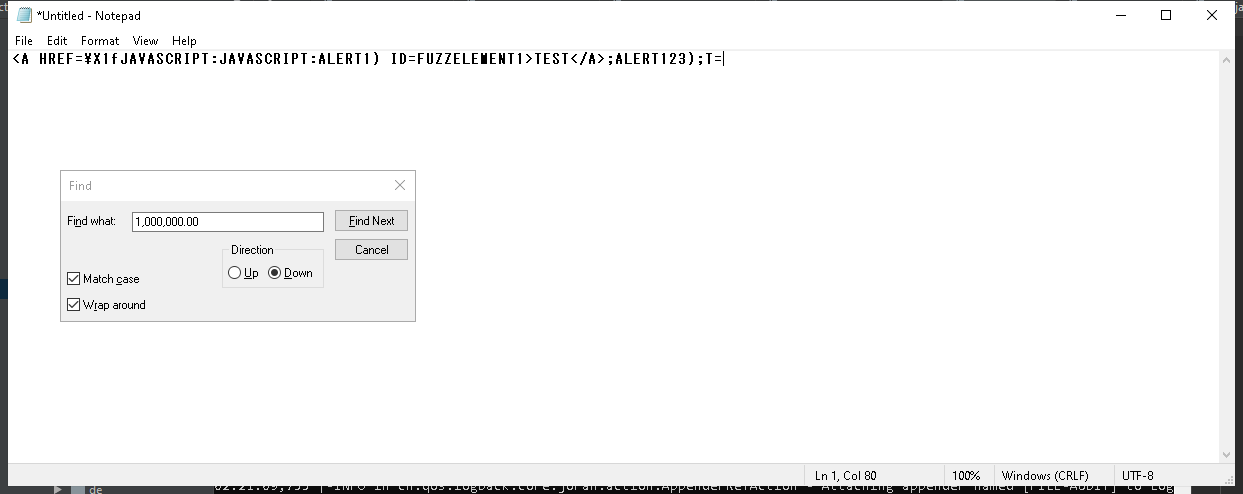 *Untitled - Notepad
File Edit Format View Help
<A HREF=¥X1fJAVASCRIPT:JAVASCRIPT:ALERT1) ID=FUZZELEMENT1>TEST</A>;ALERT123);T=
Find
Find what: 1,000,000.00 Find Next
Direction Cancel
Up Down
Match case
Wrap around
Ln 1, Col 80 100% Windows (CRLF) UTF-8
de